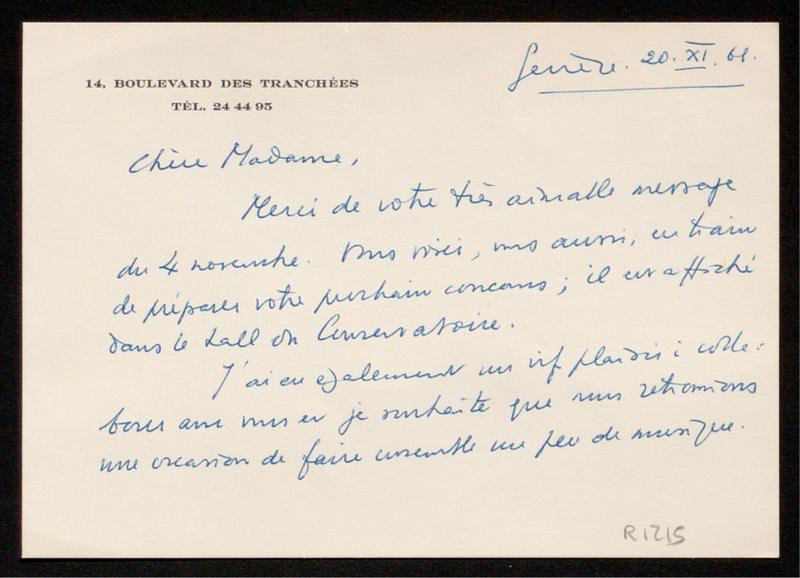 14, BOULEVARD DES TRANCHÉES
TÉL. 24 44 95
Genève. 20. XI. 61.
Chère Madame,
Merci de votre très aimable message
du 4 novembre. Vous voici, vous aussi, en train
de préparer votre prochain concours ; il est affiché
dans le hall du Conservatoire.
J'ai eu également un vif plaisir à colla-
borer avec vous et je souhaite que nous retrouvions
une occasion de faire ensemble un peu de musique.
R1215